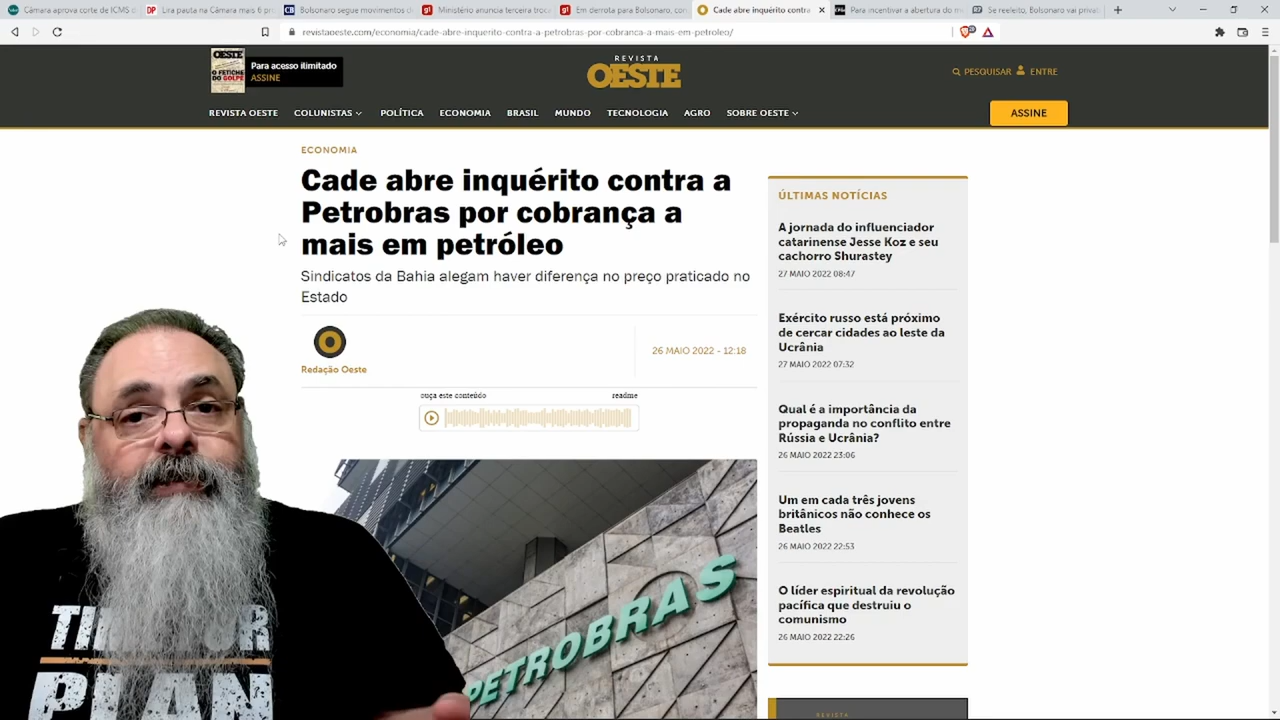 Câmara aprova corte de ICMS d
Lira pauta na Câmara mais 6 pr
Bolsonaro segue movimentos d
Ministério anuncia terceira troca
Em derrota para Bolsonaro, con
Cade abre inquérito contra
Para incentivar a abertura do m
Se reeleito, Bolsonaro vai privat
revistaoeste.com/economia/cade-abre-inquerito-contra-a-petrobras-por-cobranca-a-mais-em-petroleo/
OESTE
O FETICHE
DO GOLPE
Para acesso ilimitado
ASSINE
REVISTA
OESTE
PESQUISAR
ENTRE
REVISTA OESTE
COLUNISTAS
POLÍTICA
ECONOMIA
BRASIL
MUNDO
TECNOLOGIA
AGRO
SOBRE OESTE
ASSINE
ECONOMIA
Cade abre inquérito contra a
Petrobras por cobrança a
mais em petróleo
Sindicatos da Bahia alegam haver diferença no preço praticado no
Estado
Redação Oeste
26 MAIO 2022 - 12:18
ouça este conteúdo
readme
PETROBRAS
ÚLTIMAS NOTÍCIAS
A jornada do influenciador
catarinense Jesse Koz e seu
cachorro Shurastey
27 MAIO 2022 08:47
Exército russo está próximo
de cercar cidades ao leste da
Ucrânia
27 MAIO 2022 07:32
Qual é a importância da
propaganda no conflito entre
Rússia e Ucrânia?
26 MAIO 2022 23:06
Um em cada três jovens
britânicos não conhece os
Beatles
26 MAIO 2022 22:53
O líder espiritual da revolução
pacífica que destruiu o
comunismo
26 MAIO 2022 22:26
REVISTA
PLAN